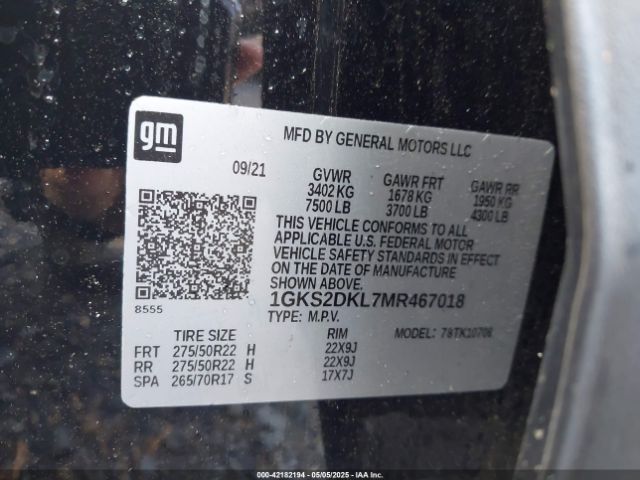 gm
MFD BY GENERAL MOTORS LLC
09/21
GVWR GAWR FRT GAWR RR
3402 KG 1678 KG 1950 KG
7500 LB 3700 LB 4300 LB
THIS VEHICLE CONFORMS TO ALL
APPLICABLE U.S. FEDERAL MOTOR
VEHICLE SAFETY STANDARDS IN
EFFECT ON THE DATE OF MANUFACTURE
SHOWN ABOVE.
1GKS2DKL7MR467018
8555
TYPE: M.P.V. MODEL: 78TK10706
TIRE SIZE RIM
FRT 275/50R22 H 22X9J
RR 275/50R22 H 22X9J
SPA 265/70R17 S 17X7J
000-42182194 - 05/05/2025 - IAAI.COM